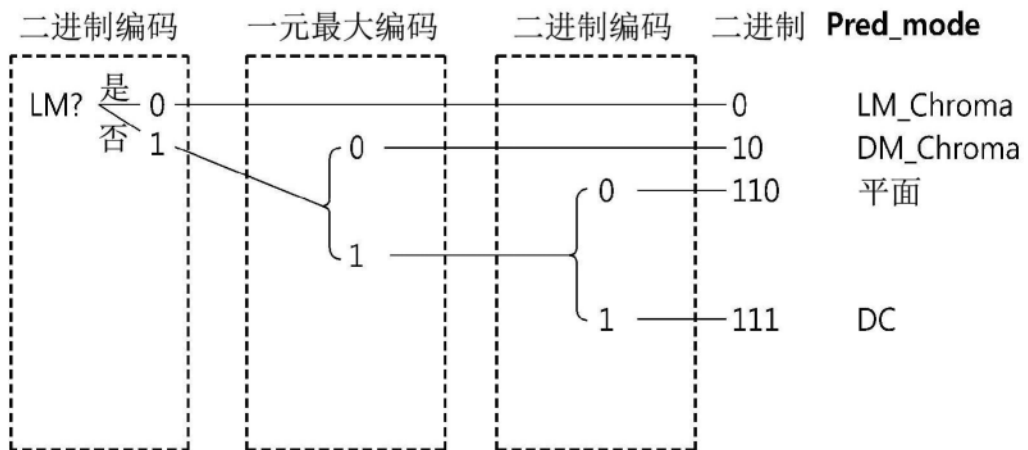 二进制编码 一元最大编码 二进制编码 二进制 Pred_mode
LM? 是 0 0 LM_Chroma
否 1 0 10 DM_Chroma
0 110 平面
1
1 111 DC